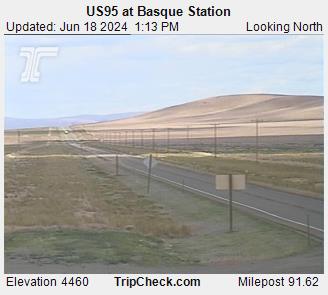 US95 at Basque Station
Updated: Jun 18 2024 1:13 PM Looking North
Elevation 4460 TripCheck.com Milepost 91.62